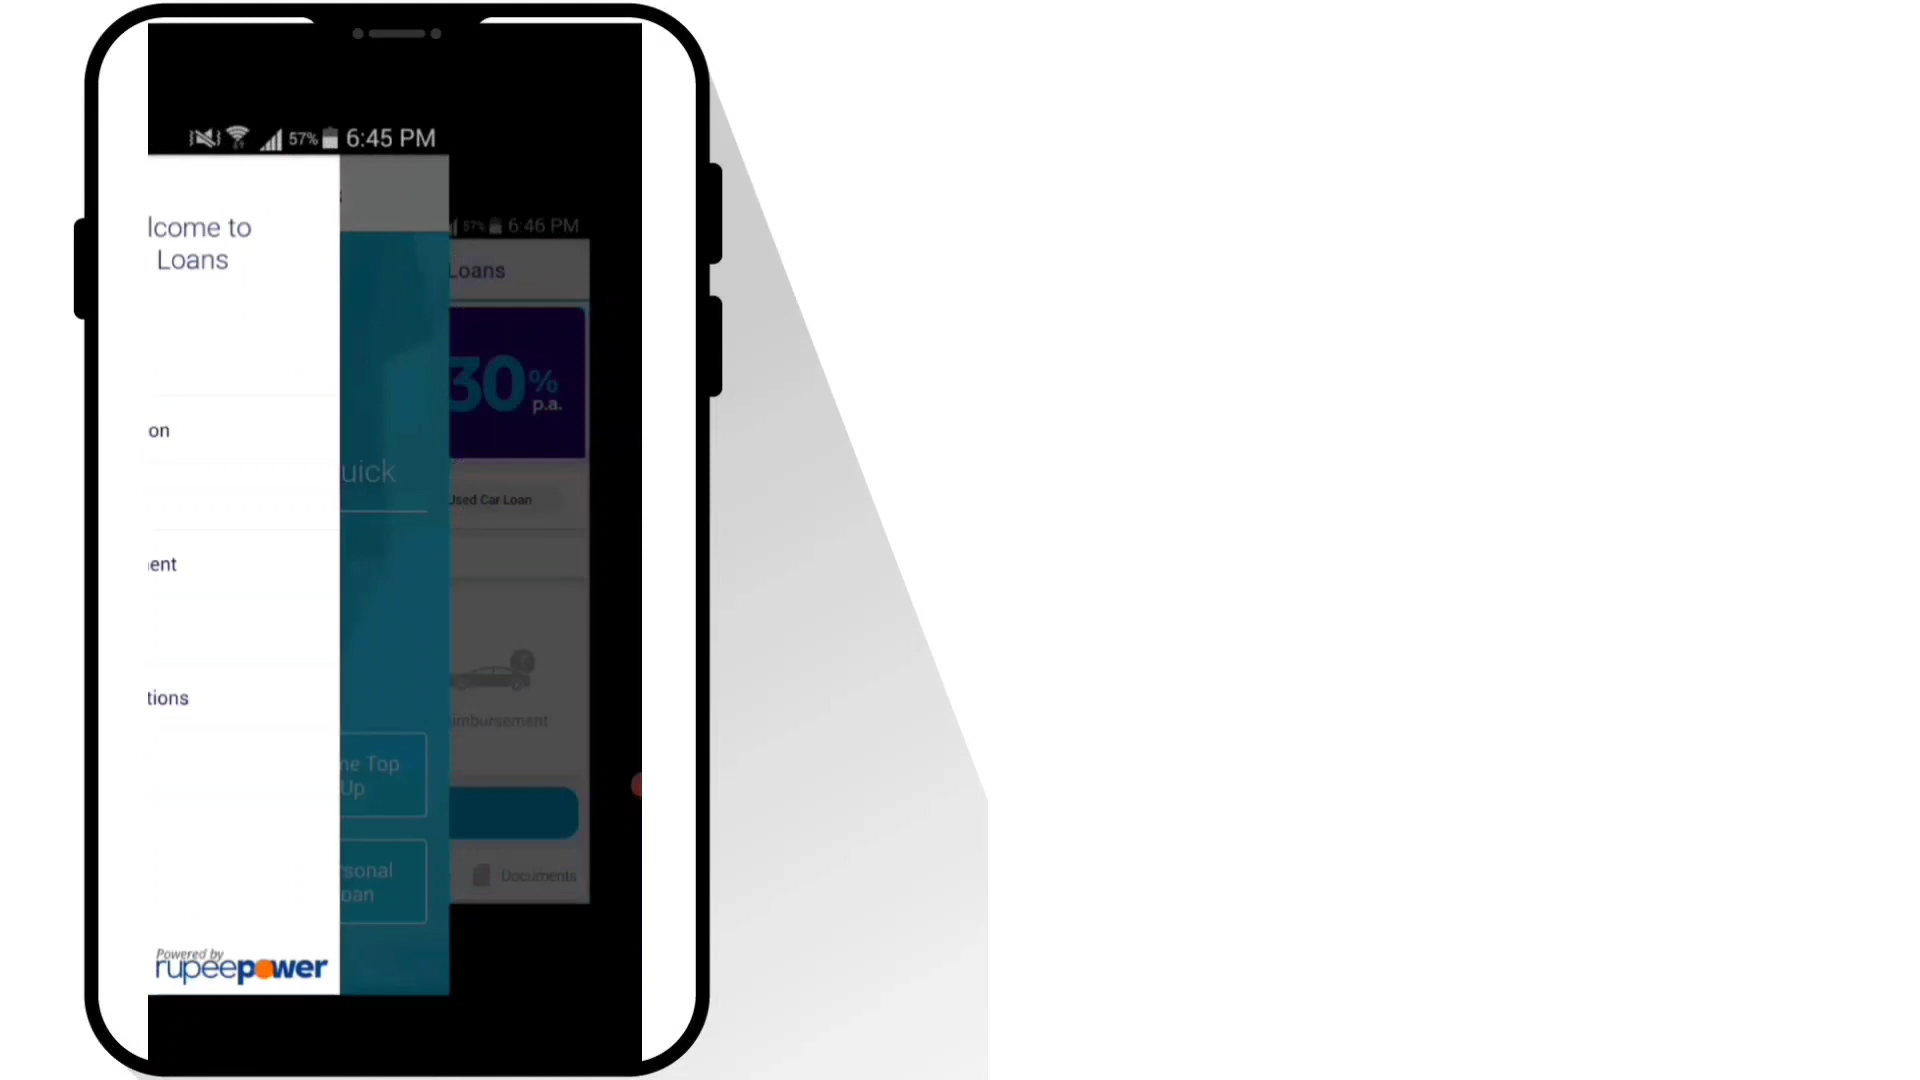 57% 6:45 PM
lcome to
Loans
on
ent
tions
Powered by
rupeepower
uick
ne Top
Up
sonal
oan
57% 6:46 PM
Loans
30%
p.a.
Used Car Loan
imbursement
Documents